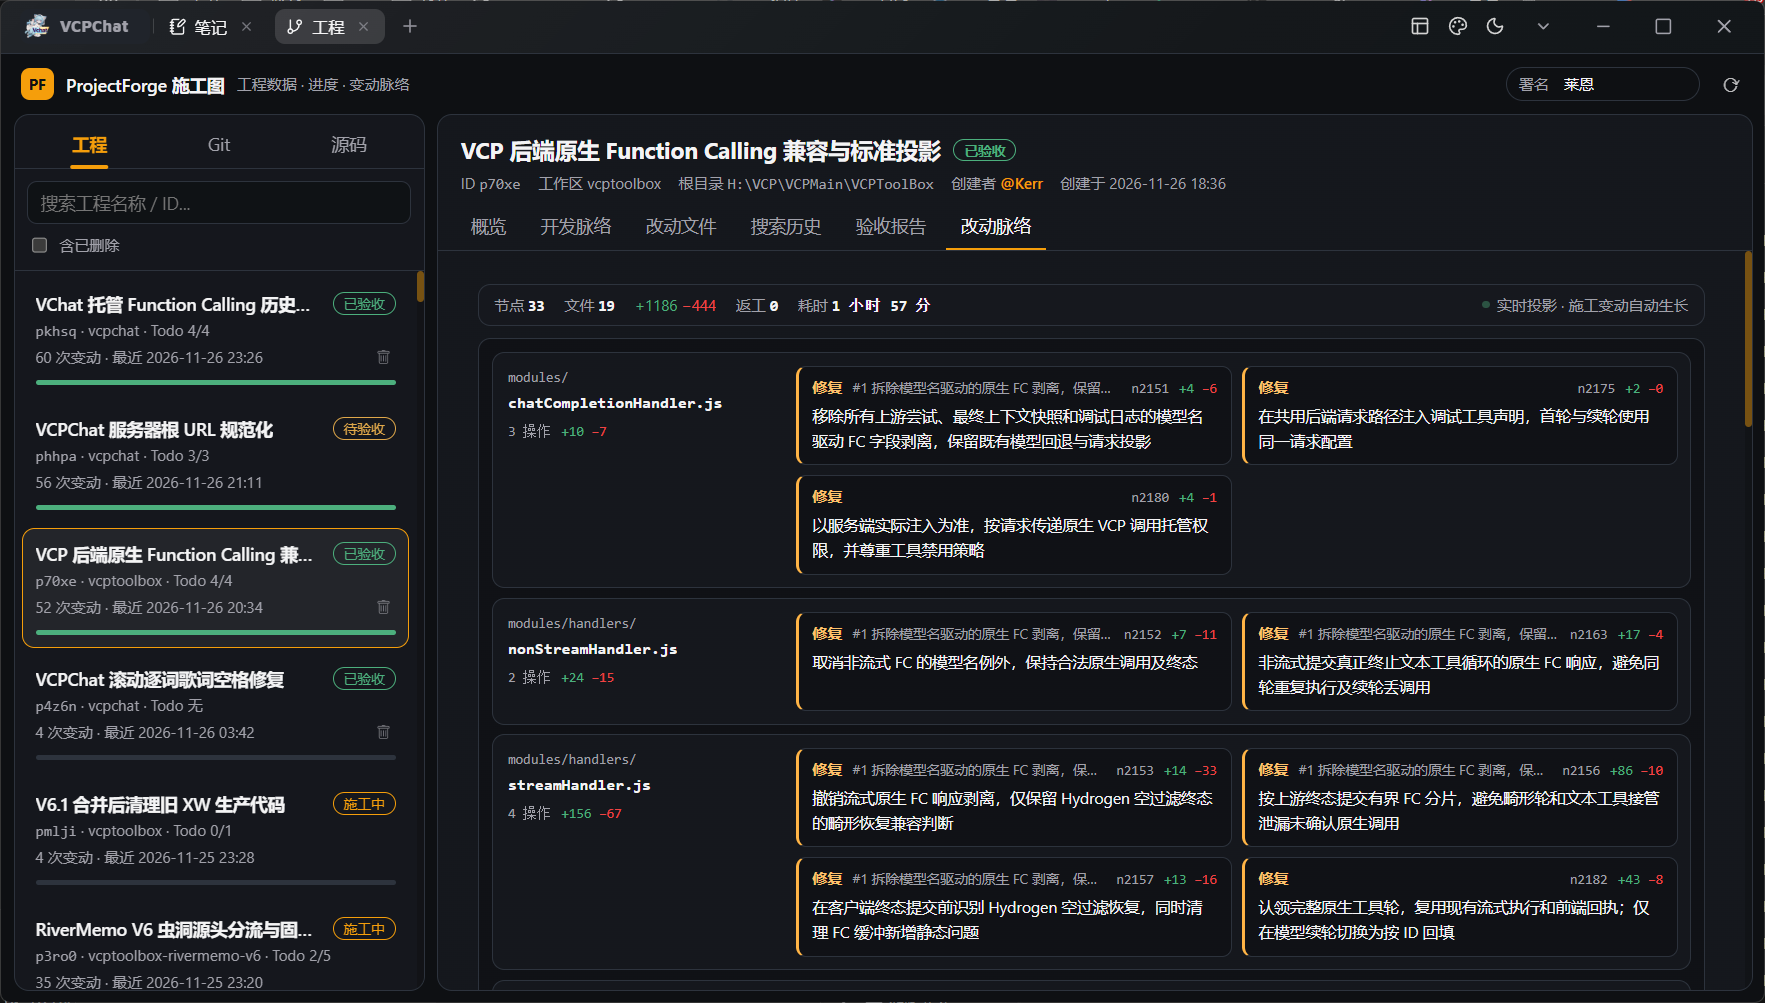 VCPChat
笔记
工程
PF
ProjectForge 施工图
工程数据 · 进度 · 变动脉络
署名 莱恩
工程
Git
源码
搜索工程名称 / ID...
含已删除
VChat 托管 Function Calling 历史...
已验收
pkhsq · vcpchat · Todo 4/4
60 次变动 · 最近 2026-11-26 23:26
VCPChat 服务器根 URL 规范化
待验收
phhpa · vcpchat · Todo 3/3
56 次变动 · 最近 2026-11-26 21:11
VCP 后端原生 Function Calling 兼...
已验收
p70xe · vcptoolbox · Todo 4/4
52 次变动 · 最近 2026-11-26 20:34
VCPChat 滚动逐词歌词空格修复
已验收
p4z6n · vcpchat · Todo 无
4 次变动 · 最近 2026-11-26 03:42
V6.1 合并后清理旧 XW 生产代码
施工中
pmlji · vcptoolbox · Todo 0/1
4 次变动 · 最近 2026-11-25 23:28
RiverMemo V6 虫洞源头分流与固...
施工中
p3ro0 · vcptoolbox-rivermemo-v6 · Todo 2/5
35 次变动 · 最近 2026-11-25 23:20
VCP 后端原生 Function Calling 兼容与标准投影
已验收
ID p70xe 工作区 vcptoolbox 根目录 H:\VCP\VCPMain\VCPToolBox 创建者 @Kerr 创建于 2026-11-26 18:36
概览
开发脉络
改动文件
搜索历史
验收报告
改动脉络
节点 33 文件 19 +1186 −444 返工 0 耗时 1 小时 57 分
实时投影 · 施工变动自动生长
modules/
chatCompletionHandler.js
3 操作 +10 −7
修复 #1 拆除模型名驱动的原生 FC 剥离，保留... n2151 +4 −6
移除所有上游尝试、最终上下文快照和调试日志的模型名
驱动 FC 字段剥离，保留既有模型回退与请求投影
修复 n2175 +2 −0
在共用后端请求路径注入调试工具声明，首轮与续轮使用
同一请求配置
修复 n2180 +4 −1
以服务端实际注入为准，按请求传递原生 VCP 调用托管权
限，并尊重工具禁用策略
modules/handlers/
nonStreamHandler.js
2 操作 +24 −15
修复 #1 拆除模型名驱动的原生 FC 剥离，保留... n2152 +7 −11
取消非流式 FC 的模型名例外，保持合法原生调用及终态
修复 #1 拆除模型名驱动的原生 FC 剥离，保留... n2163 +17 −4
非流式提交真正终止文本工具循环的原生 FC 响应，避免同
轮重复执行及续轮丢调用
modules/handlers/
streamHandler.js
4 操作 +156 −67
修复 #1 拆除模型名驱动的原生 FC 剥离，保... n2153 +14 −33
撤销流式原生 FC 响应剥离，仅保留 Hydrogen 空过滤终态
的畸形恢复兼容判断
修复 #1 拆除模型名驱动的原生 FC 剥离，保... n2156 +86 −10
按上游终态提交有界 FC 分片，避免畸形轮和文本工具接管
泄漏未确认原生调用
修复 #1 拆除模型名驱动的原生 FC 剥离，保... n2157 +13 −16
在客户端终态提交前识别 Hydrogen 空过滤恢复，同时清
理 FC 缓冲新增静态问题
修复 n2182 +43 −8
认领完整原生工具轮，复用现有流式执行和前端回执；仅
在模型续轮切换为按 ID 回填